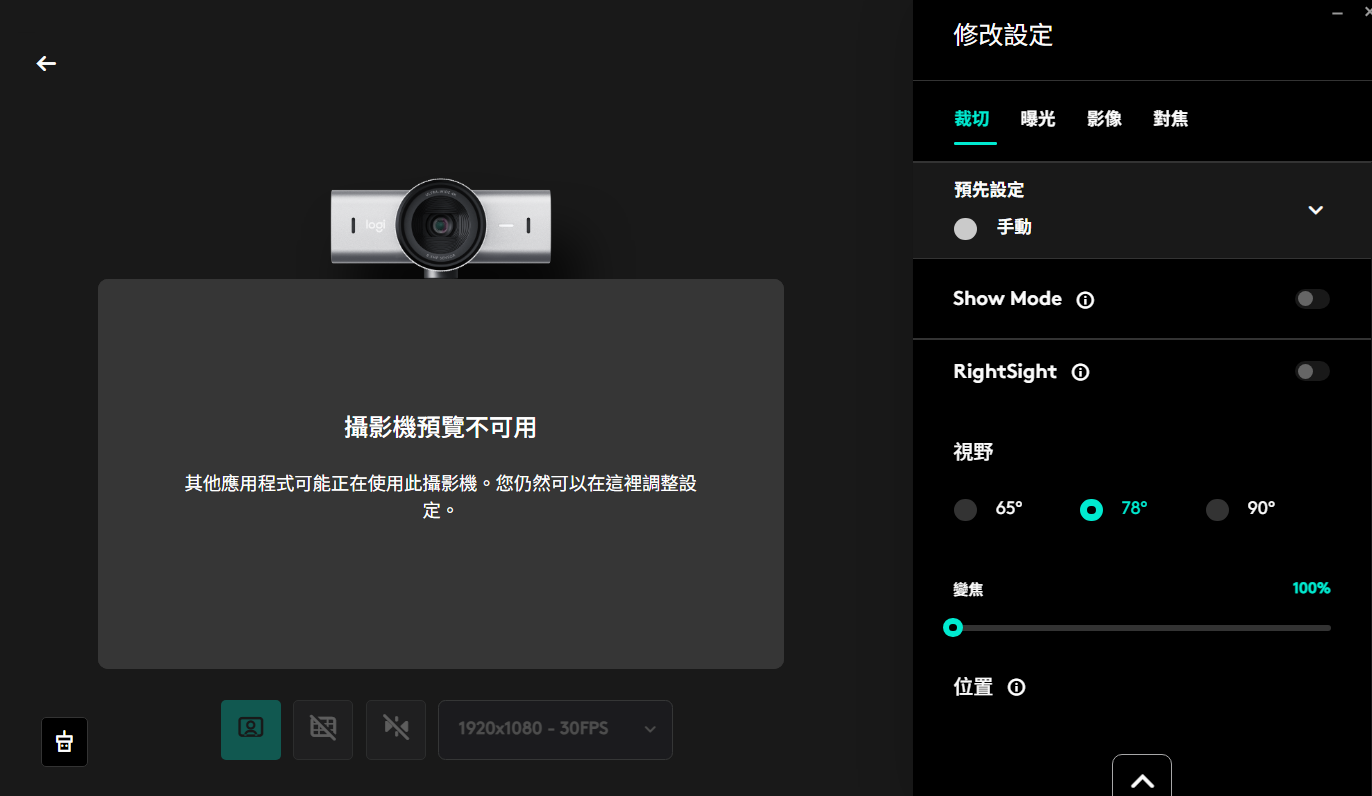 修改設定
裁切 曝光 影像 對焦
預先設定
手動
logi
Show Mode
RightSight
攝影機預覽不可用
其他應用程式可能正在使用此攝影機。您仍然可以在這裡調整設
定。
視野
65° 78° 90°
變焦 100%
位置
1920x1080 - 30FPS